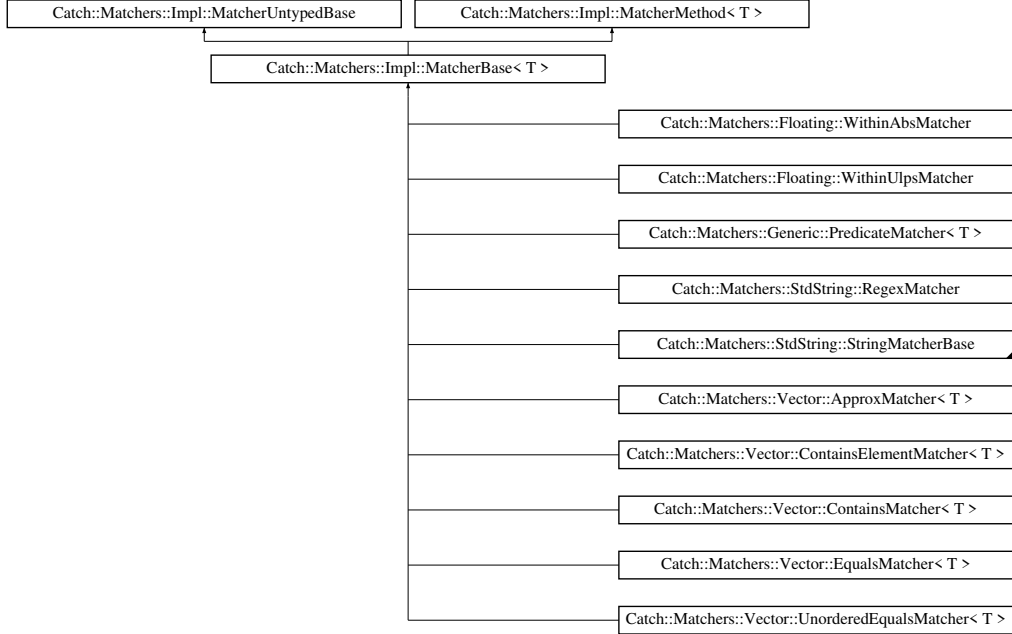 Catch::Matchers::Impl::MatcherUntypedBase
Catch::Matchers::Impl::MatcherMethod< T >
Catch::Matchers::Impl::MatcherBase< T >
Catch::Matchers::Floating::WithinAbsMatcher
Catch::Matchers::Floating::WithinUlpsMatcher
Catch::Matchers::Generic::PredicateMatcher< T >
Catch::Matchers::StdString::RegexMatcher
Catch::Matchers::StdString::StringMatcherBase
Catch::Matchers::Vector::ApproxMatcher< T >
Catch::Matchers::Vector::ContainsElementMatcher< T >
Catch::Matchers::Vector::ContainsMatcher< T >
Catch::Matchers::Vector::EqualsMatcher< T >
Catch::Matchers::Vector::UnorderedEqualsMatcher< T >